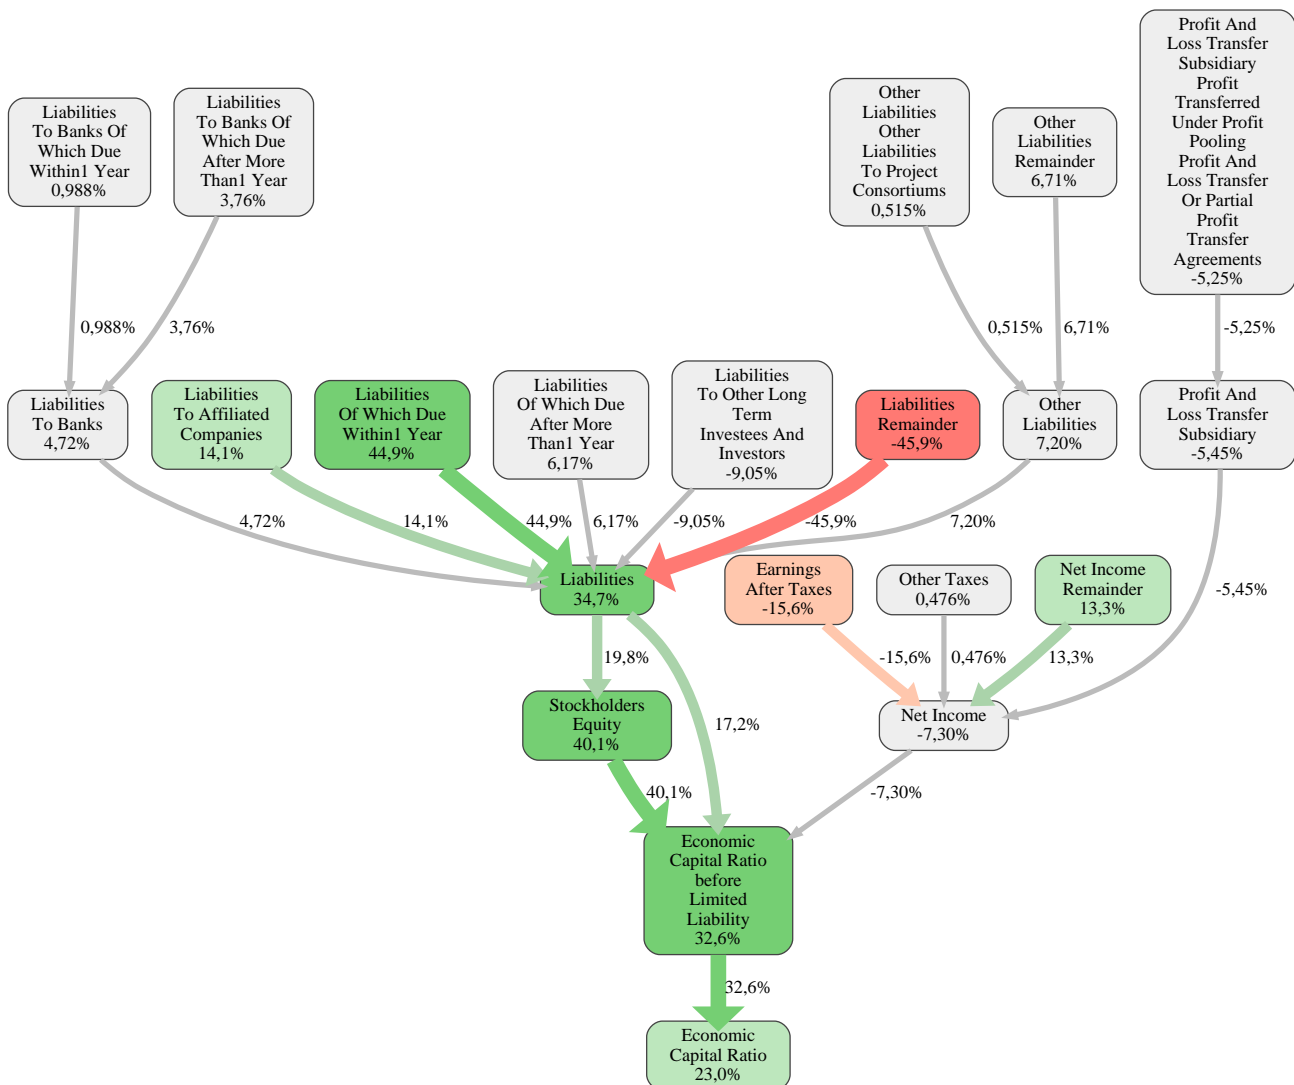 Profit And
Loss Transfer
Subsidiary
Profit
Transferred
Under Profit
Pooling
Profit And
Loss Transfer
Or Partial
Profit
Transfer
Agreements
-5,25%
Liabilities
To Banks Of
Which Due
Within1 Year
0,988%
Liabilities
To Banks Of
Which Due
After More
Than1 Year
3,76%
Other
Liabilities
Other
Liabilities
To Project
Consortiums
0,515%
Other
Liabilities
Remainder
6,71%
0,988%
3,76%
0,515%
6,71%
-5,25%
Liabilities
To Banks
4,72%
Liabilities
To Affiliated
Companies
14,1%
Liabilities
Of Which Due
Within1 Year
44,9%
Liabilities
Of Which Due
After More
Than1 Year
6,17%
Liabilities
To Other Long
Term
Investees And
Investors
-9,05%
Liabilities
Remainder
-45,9%
Other
Liabilities
7,20%
Profit And
Loss Transfer
Subsidiary
-5,45%
4,72%
14,1%
44,9%
6,17%
-9,05%
-45,9%
7,20%
-5,45%
Liabilities
34,7%
Earnings
After Taxes
-15,6%
Other Taxes
0,476%
Net Income
Remainder
13,3%
19,8%
17,2%
-15,6%
0,476%
13,3%
Stockholders
Equity
40,1%
Net Income
-7,30%
40,1%
-7,30%
Economic
Capital Ratio
before
Limited
Liability
32,6%
32,6%
Economic
Capital Ratio
23,0%